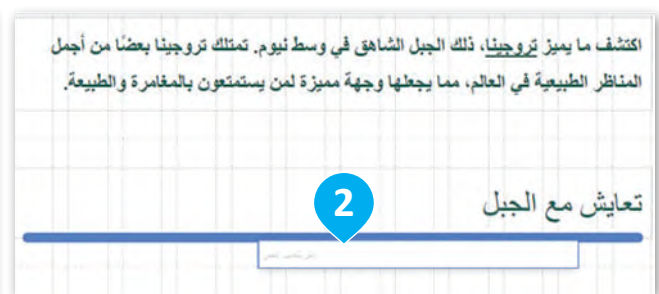 اكتشف ما يميز تروجينا، ذلك الجبل الشاهق في وسط نيوم. تمتلك تروجينا بعضًا من أجمل
المناظر الطبيعية في العالم، مما يجعلها وجهة مميزة لمن يستمتعون بالمغامرة والطبيعة.
تعايش مع الجبل
2